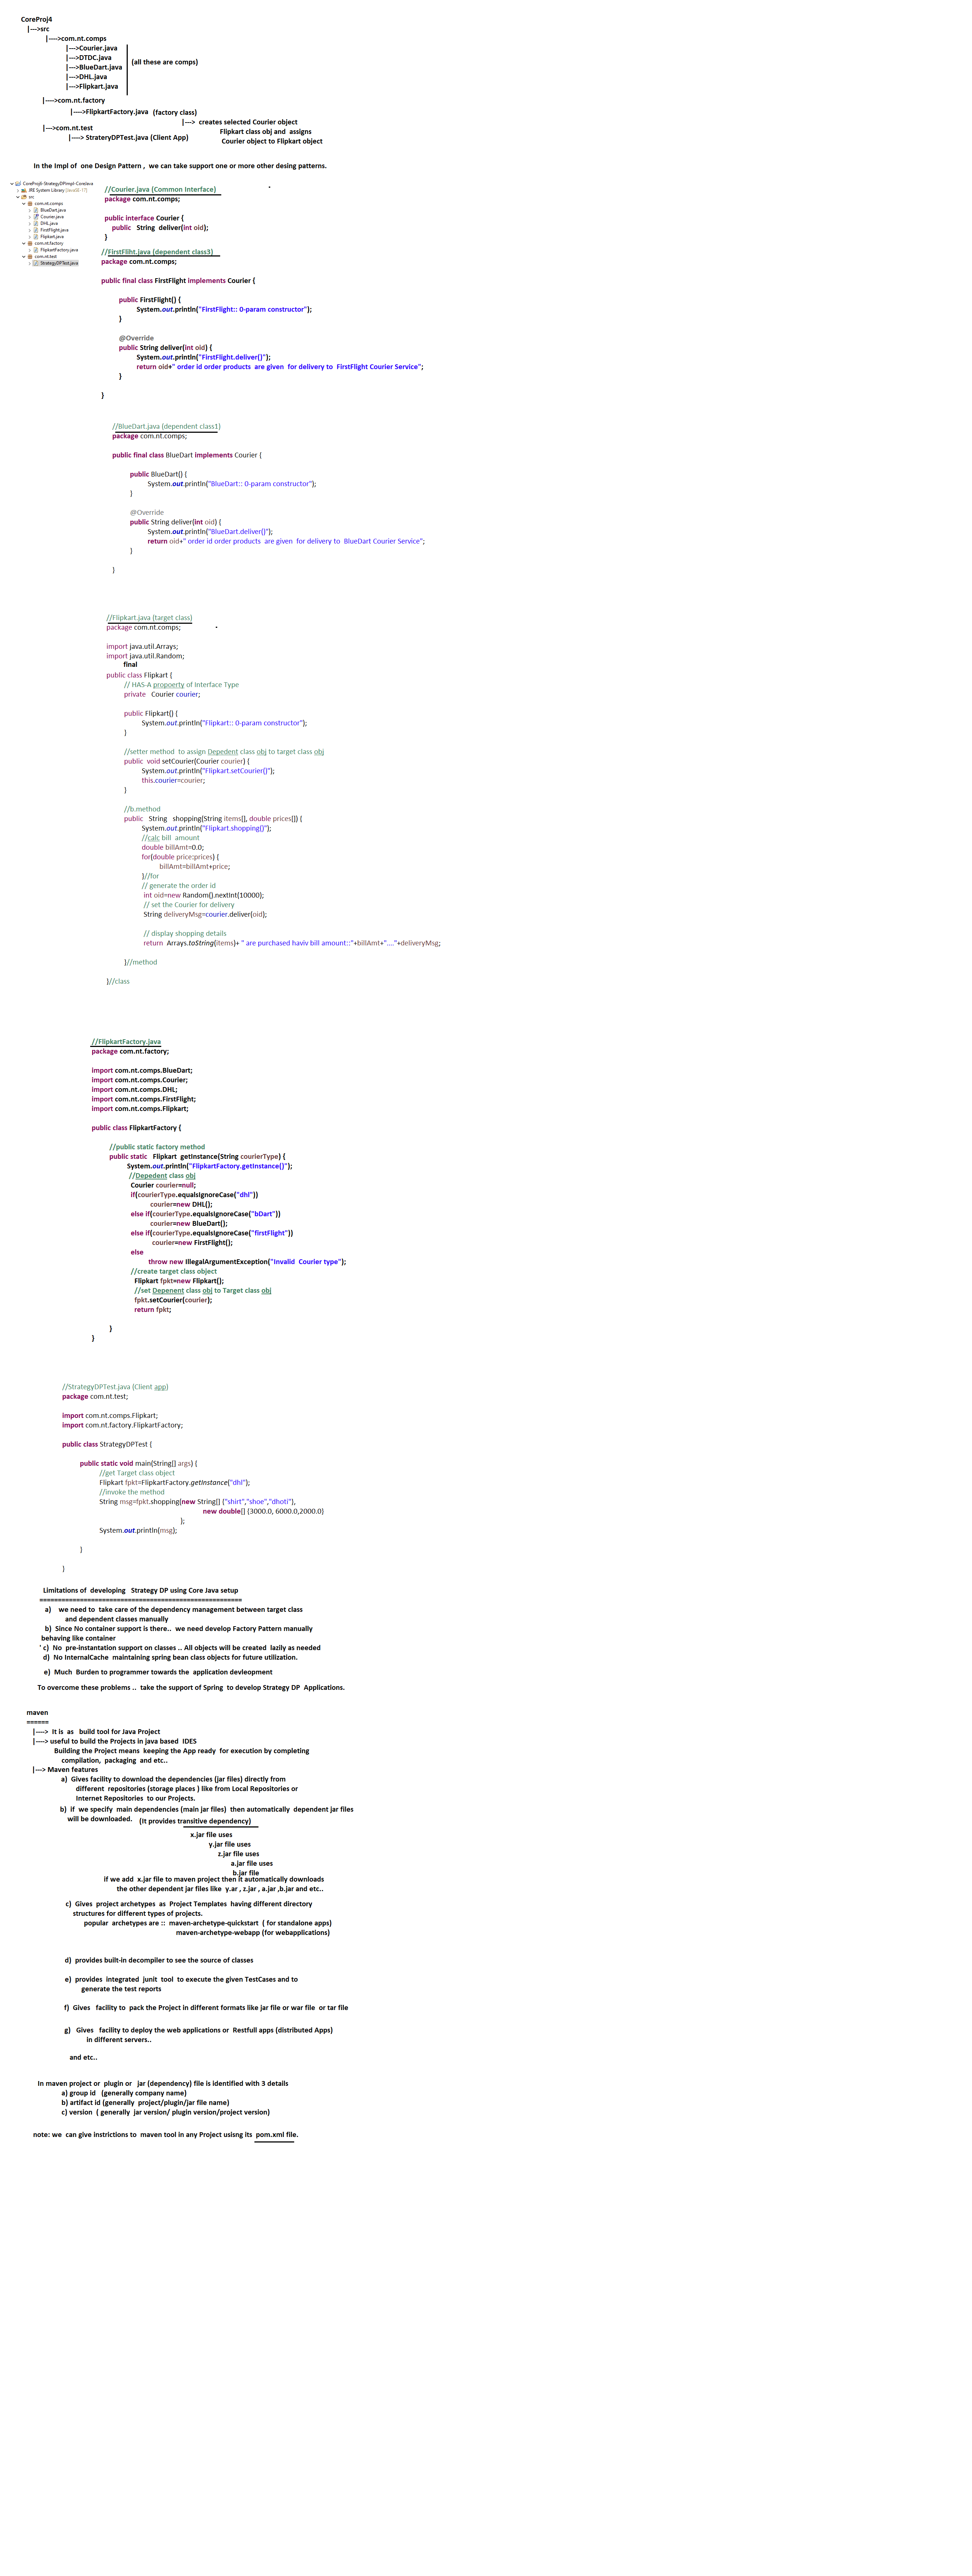 CoreProj4
|--->src
|---->com.nt.comps
|--->Courier.java
|--->DTDC.java
|--->BlueDart.java
|--->DHL.java
|--->Flipkart.java
(all these are comps)
|---->com.nt.factory
|---->FlipkartFactory.java (factory class)
|---> creates selected Courier object
Flipkart class obj and assigns
Courier object to Flipkart object
|--->com.nt.test
|----> StrateryDPTest.java (Client App)
In the Impl of one Design Pattern , we can take support one or more other desing patterns.
CoreProj6-StrategyDPImpl-CoreJava
JRE System Library [JavaSE-17]
src
com.nt.comps
BlueDart.java
Courier.java
DHL.java
FirstFlight.java
Flipkart.java
com.nt.factory
FlipkartFactory.java
com.nt.test
StrategyDPTest.java
//Courier.java (Common Interface)
package com.nt.comps;
public interface Courier {
public String deliver(int oid);
}
//FirstFliht.java (dependent class3)
package com.nt.comps;
public final class FirstFlight implements Courier {
public FirstFlight() {
System.out.println("FirstFlight:: 0-param constructor");
}
@Override
public String deliver(int oid) {
System.out.println("FirstFlight.deliver()");
return oid+" order id order products are given for delivery to FirstFlight Courier Service";
}
}
//BlueDart.java (dependent class1)
package com.nt.comps;
public final class BlueDart implements Courier {
public BlueDart() {
System.out.println("BlueDart:: 0-param constructor");
}
@Override
public String deliver(int oid) {
System.out.println("BlueDart.deliver()");
return oid+" order id order products are given for delivery to BlueDart Courier Service";
}
}
//Flipkart.java (target class)
package com.nt.comps;
import java.util.Arrays;
import java.util.Random;
final
public class Flipkart {
// HAS-A propoerty of Interface Type
private Courier courier;
public Flipkart() {
System.out.println("Flipkart:: 0-param constructor");
}
//setter method to assign Depedent class obj to target class obj
public void setCourier(Courier courier) {
System.out.println("Flipkart.setCourier()");
this.courier=courier;
}
//b.method
public String shopping(String items[], double prices[]) {
System.out.println("Flipkart.shopping()");
//calc bill amount
double billAmt=0.0;
for(double price:prices) {
billAmt=billAmt+price;
}//for
// generate the order id
int oid=new Random().nextInt(10000);
// set the Courier for delivery
String deliveryMsg=courier.deliver(oid);
// display shopping details
return Arrays.toString(items)+ " are purchased haviv bill amount::"+billAmt+"...."+deliveryMsg;
}//method
}//class
//FlipkartFactory.java
package com.nt.factory;
import com.nt.comps.BlueDart;
import com.nt.comps.Courier;
import com.nt.comps.DHL;
import com.nt.comps.FirstFlight;
import com.nt.comps.Flipkart;
public class FlipkartFactory {
//public static factory method
public static Flipkart getInstance(String courierType) {
System.out.println("FlipkartFactory.getInstance()");
//Depedent class obj
Courier courier=null;
if(courierType.equalsIgnoreCase("dhl"))
courier=new DHL();
else if(courierType.equalsIgnoreCase("bDart"))
courier=new BlueDart();
else if(courierType.equalsIgnoreCase("firstFlight"))
courier=new FirstFlight();
else
throw new IllegalArgumentException("Invalid Courier type");
//create target class object
Flipkart fpkt=new Flipkart();
//set Depenent class obj to Target class obj
fpkt.setCourier(courier);
return fpkt;
}
}
//StrategyDPTest.java (Client app)
package com.nt.test;
import com.nt.comps.Flipkart;
import com.nt.factory.FlipkartFactory;
public class StrategyDPTest {
public static void main(String[] args) {
//get Target class object
Flipkart fpkt=FlipkartFactory.getInstance("dhl");
//invoke the method
String msg=fpkt.shopping(new String[] {"shirt","shoe","dhoti"},
new double[] {3000.0, 6000.0,2000.0}
);
System.out.println(msg);
}
}
Limitations of developing Strategy DP using Core Java setup
=======================================================
a) we need to take care of the dependency management between target class
and dependent classes manually
b) Since No container support is there.. we need develop Factory Pattern manually
behaving like container
' c) No pre-instantation support on classes .. All objects will be created lazily as needed
d) No InternalCache maintaining spring bean class objects for future utilization.
e) Much Burden to programmer towards the application devleopment
To overcome these problems .. take the support of Spring to develop Strategy DP Applications.
maven
======
|----> It is as build tool for Java Project
|----> useful to build the Projects in java based IDES
Building the Project means keeping the App ready for execution by completing
compilation, packaging and etc..
|---> Maven features
a) Gives facility to download the dependencies (jar files) directly from
different repositories (storage places ) like from Local Repositories or
Internet Repositories to our Projects.
b) If we specify main dependencies (main jar files) then automatically dependent jar files
will be downloaded. (It provides transitive dependency)
x.jar file uses
y.jar file uses
z.jar file uses
a.jar file uses
b.jar file
if we add x.jar file to maven project then it automatically downloads
the other dependent jar files like y.ar , z.jar , a.jar ,b.jar and etc..
c) Gives project archetypes as Project Templates having different directory
structures for different types of projects.
popular archetypes are :: maven-archetype-quickstart ( for standalone apps)
maven-archetype-webapp (for webapplications)
d) provides built-in decompiler to see the source of classes
e) provides integrated junit tool to execute the given TestCases and to
generate the test reports
f) Gives facility to pack the Project in different formats like jar file or war file or tar file
g) Gives facility to deploy the web applications or Restfull apps (distributed Apps)
in different servers..
and etc..
In maven project or plugin or jar (dependency) file is identified with 3 details
a) group id (generally company name)
b) artifact id (generally project/plugin/jar file name)
c) version ( generally jar version/ plugin version/project version)
note: we can give instrictions to maven tool in any Project usisng its pom.xml file.